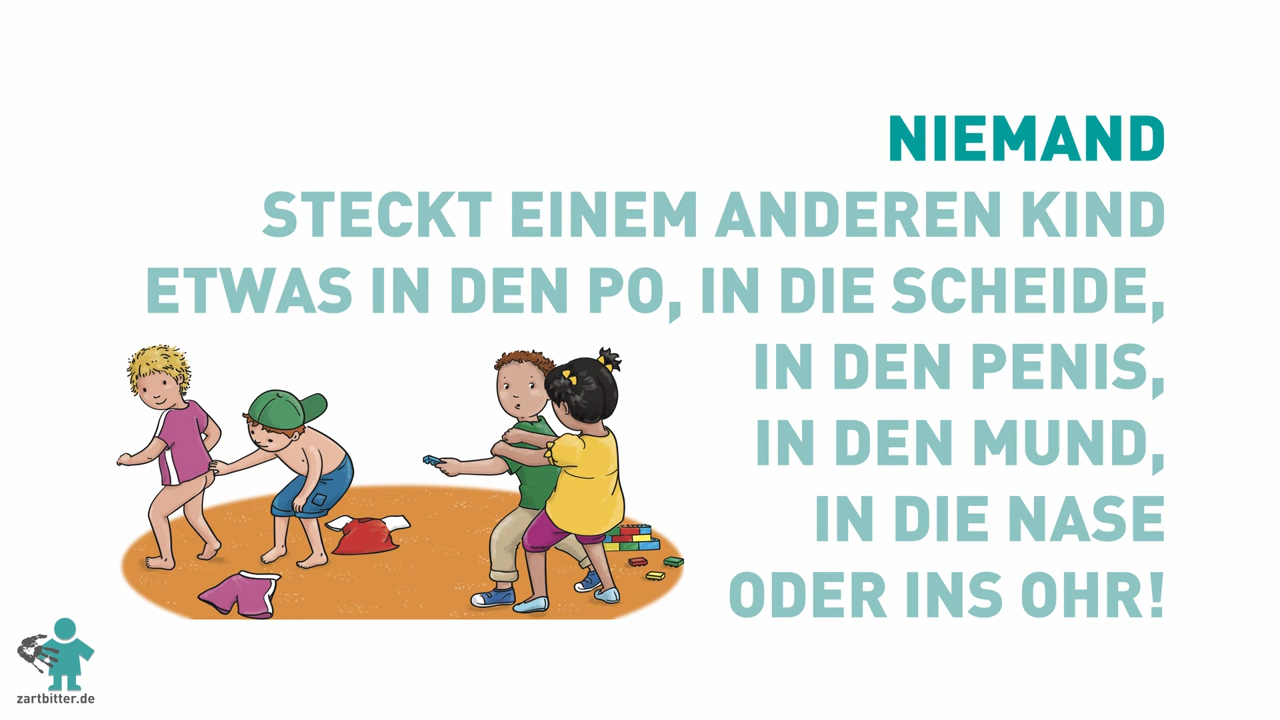 NIEMAND
STECKT EINEM ANDEREN KIND
ETWAS IN DEN PO, IN DIE SCHEIDE,
IN DEN PENIS,
IN DEN MUND,
IN DIE NASE
ODER INS OHR!
zartbitter.de